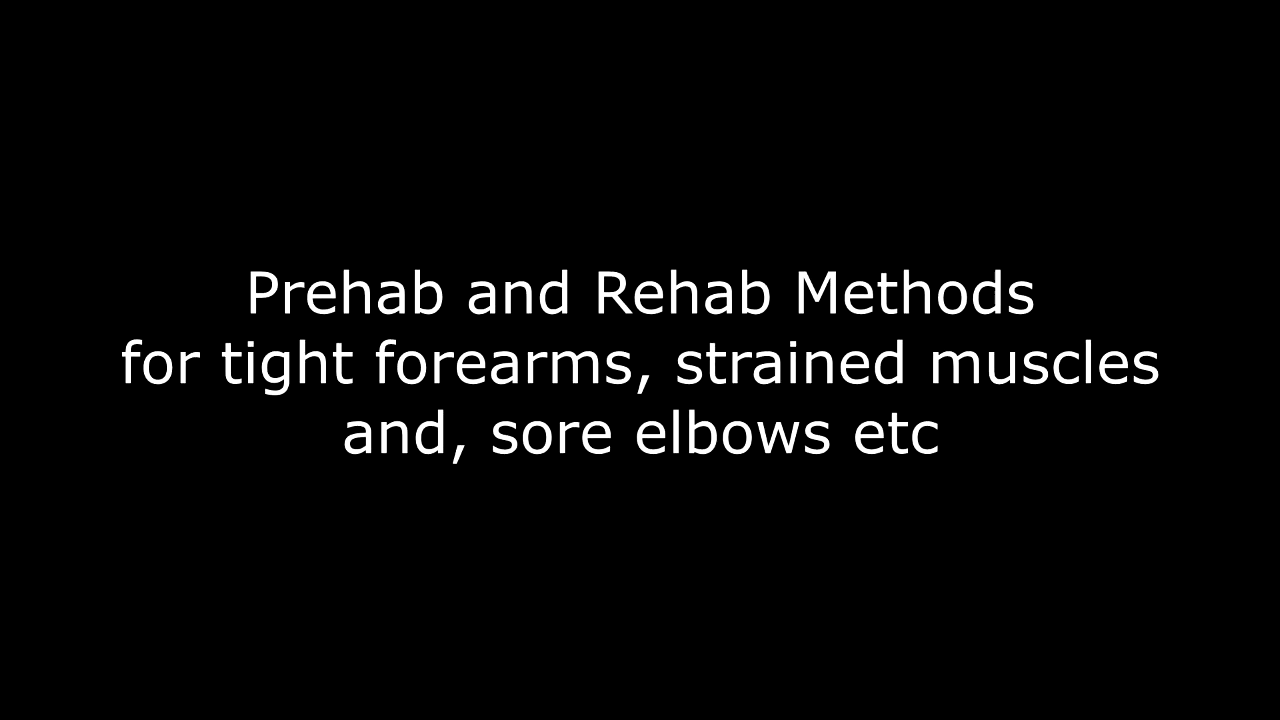 Prehab and Rehab Methods
for tight forearms, strained muscles
and, sore elbows etc